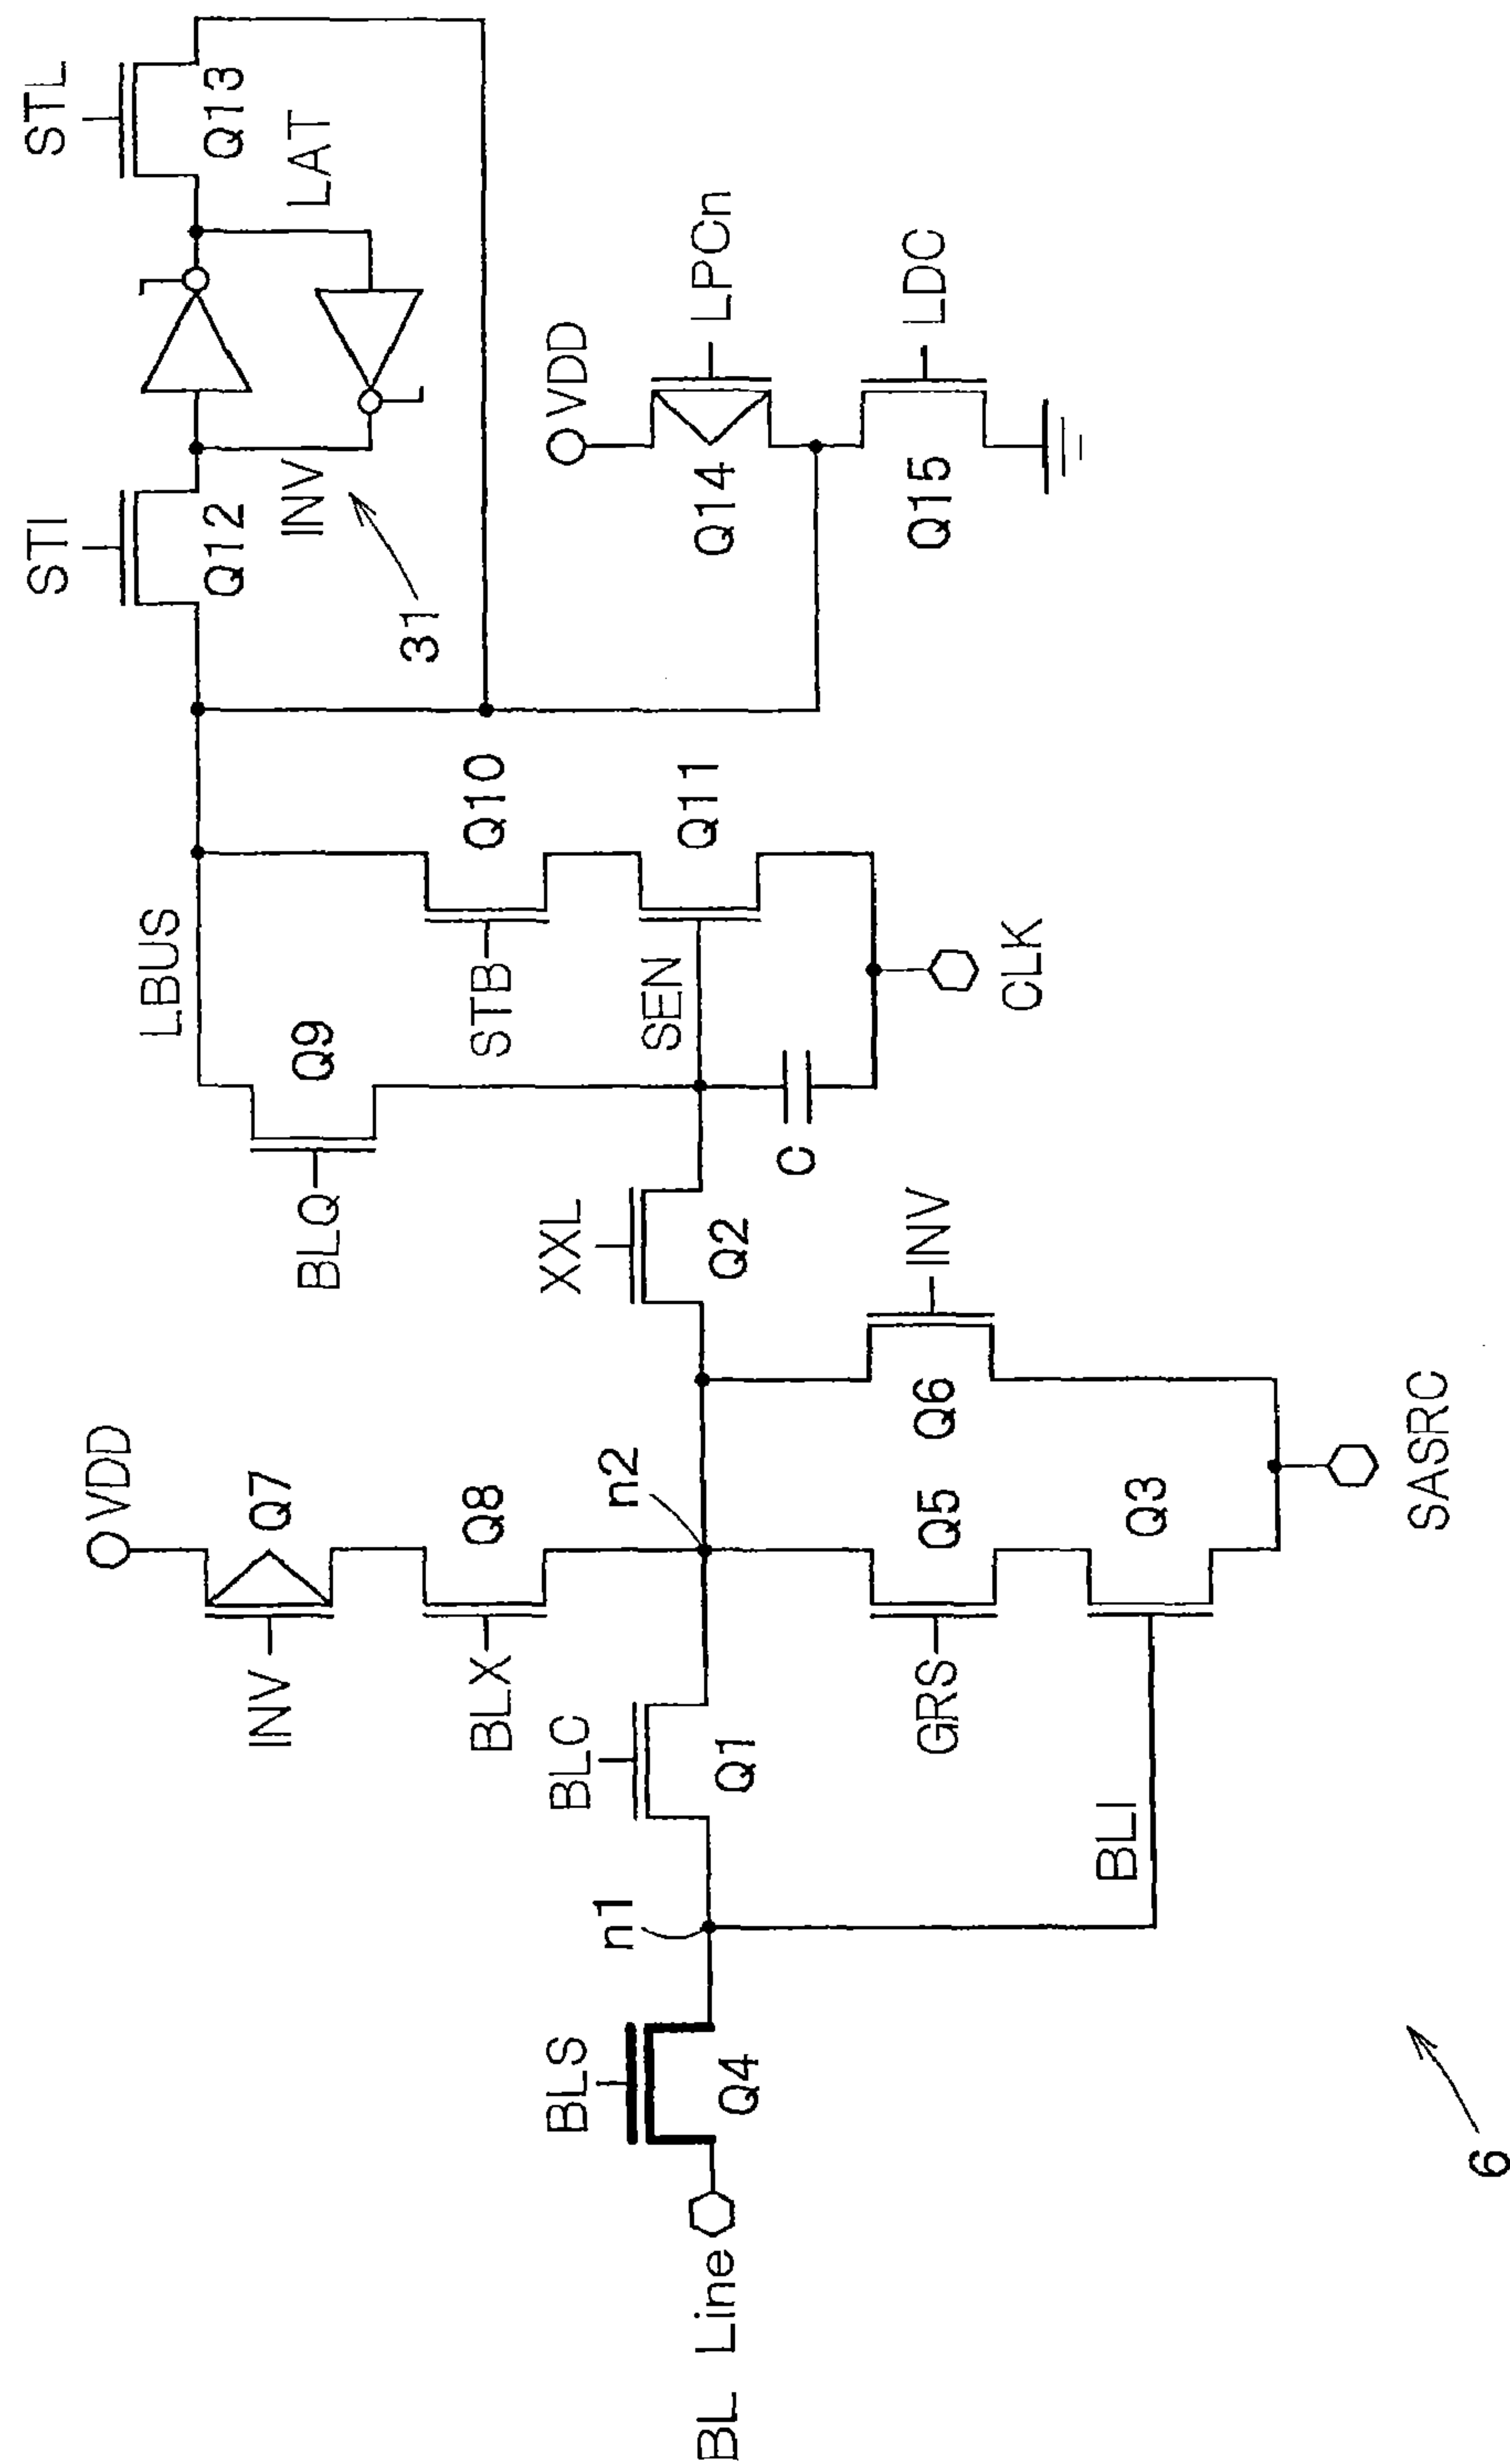 STI
STL
Q12
Q13
INV
LAT
31
LBUS
VDD
LPCn
Q14
LDC
Q15
VDD
INV
Q7
BLX
Q8
BLQ
Q9
STB
Q10
SEN
Q11
C
CLK
BLS
Q4
n1
BLC
Q1
n2
XXL
Q2
BL Line
BLI
GRS
Q5
Q6
INV
Q3
SASRC
6